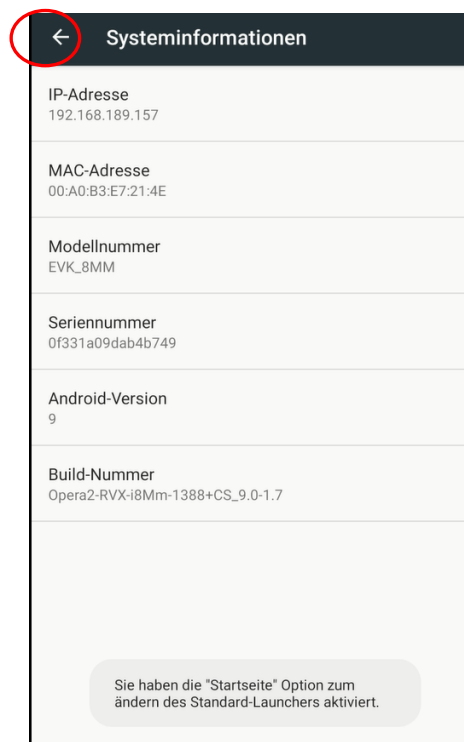 Systeminformationen
IP-Adresse
192.168.189.157
MAC-Adresse
00:A0:B3:E7:21:4E
Modellnummer
EVK_8MM
Seriennummer
0f331a09dab4b749
Android-Version
9
Build-Nummer
Opera2-RVX-i8Mm-1388+CS_9.0-1.7
Sie haben die "Startseite" Option zum
ändern des Standard-Launchers aktiviert.